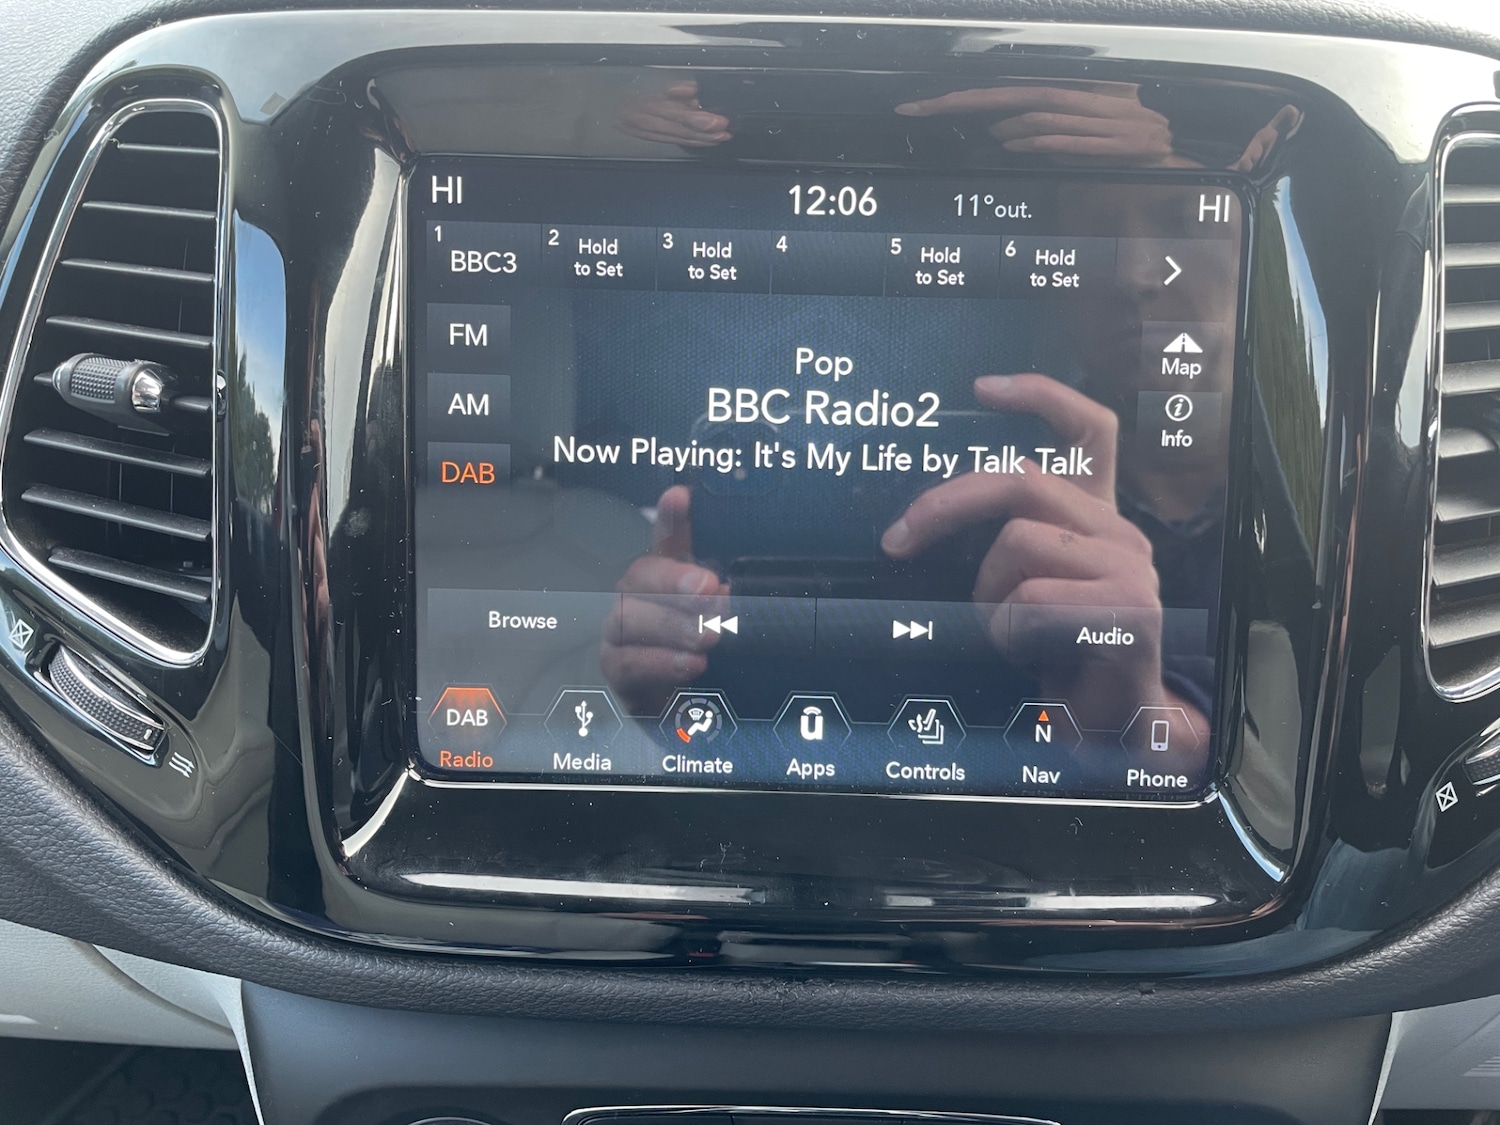 HI 12:06 11°out. HI
1 BBC3 2 Hold to Set 3 Hold to Set 4 5 Hold to Set 6 Hold to Set
FM
AM
DAB
Pop
BBC Radio2
Now Playing: It's My Life by Talk Talk
Map
Info
Browse Audio
DAB N
Radio Media Climate Apps Controls Nav Phone